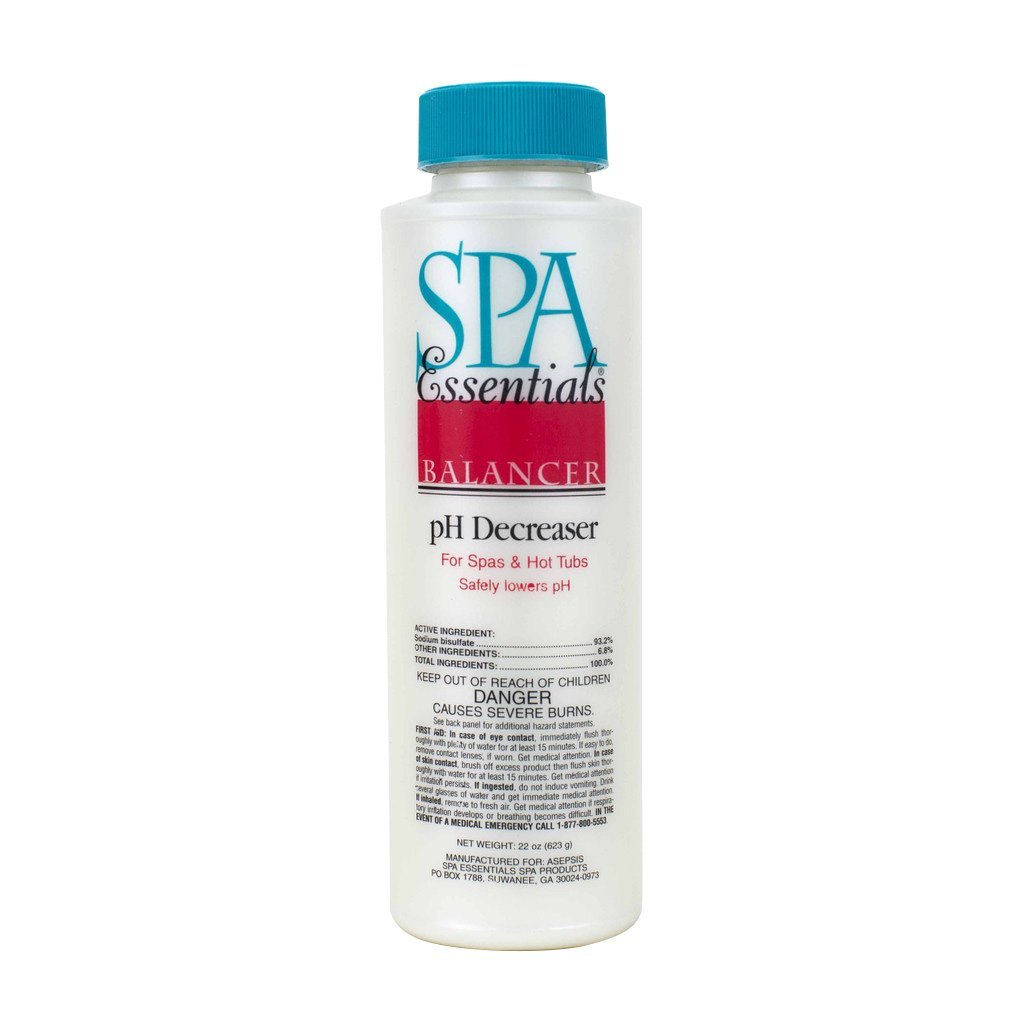 SPA
Essentials®
BALANCER
pH Decreaser
For Spas & Hot Tubs
Safely lowers pH
ACTIVE INGREDIENT:
Sodium bisulfate ........................................ 93.2%
OTHER INGREDIENTS: ................................ 6.8%
TOTAL INGREDIENTS: ................................ 100.0%
KEEP OUT OF REACH OF CHILDREN
DANGER
CAUSES SEVERE BURNS.
See back panel for additional hazard statements.
FIRST AID: In case of eye contact, immediately flush thor-
oughly with plenty of water for at least 15 minutes. If easy to do,
remove contact lenses, if worn. Get medical attention. In case
of skin contact, brush off excess product then flush skin thor-
oughly with water for at least 15 minutes. Get medical attention
if irritation persists. If ingested, do not induce vomiting. Drink
several glasses of water and get immediate medical attention.
If inhaled, remove to fresh air. Get medical attention if respira-
tory irritation develops or breathing becomes difficult. IN THE
EVENT OF A MEDICAL EMERGENCY CALL 1-877-800-5553
NET WEIGHT: 22 oz (623 g)
MANUFACTURED FOR: ASEPSIS
SPA ESSENTIALS SPA PRODUCTS
PO BOX 1788, SUWANEE, GA 30024-0973